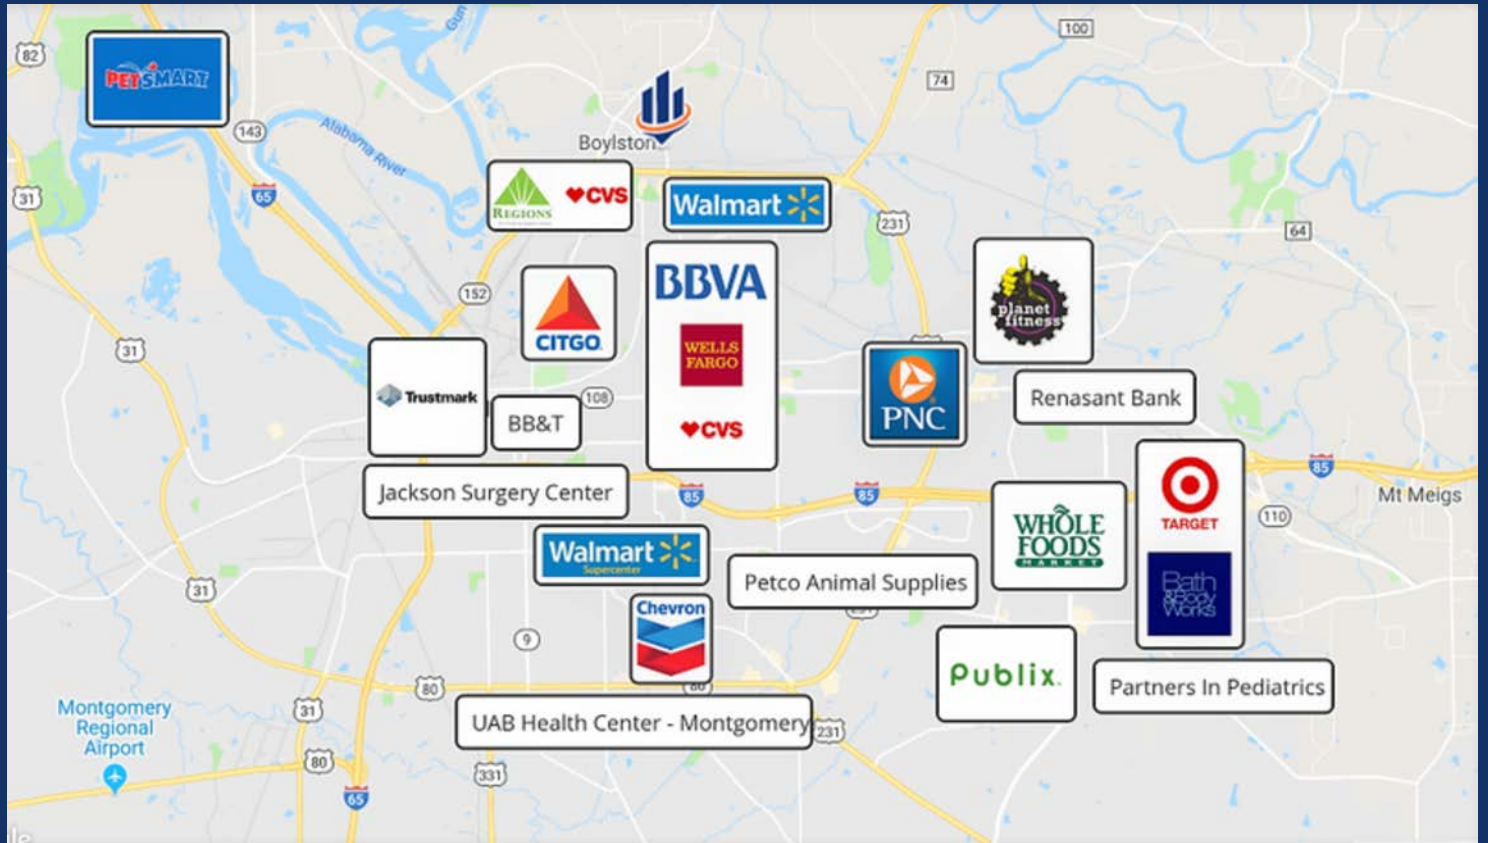 Gun
100
82
74
PETSMART
143
Alabama River
Boylston
31
65
REGIONS
CVS
Walmart
231
64
BBVA
planet
fitness
152
CITGO
WELLS
FARGO
31
Trustmark
108
BB&T
PNC
Renasant Bank
CVS
85
Jackson Surgery Center
85
85
Mt Meigs
TARGET
WHOLE
FOODS
MARKET
110
Walmart
Supercenter
Petco Animal Supplies
Bath
& Body
Works
31
Chevron
9
Publix.
80
80
Partners In Pediatrics
31
Montgomery
Regional
Airport
UAB Health Center - Montgomery
231
80
331
65